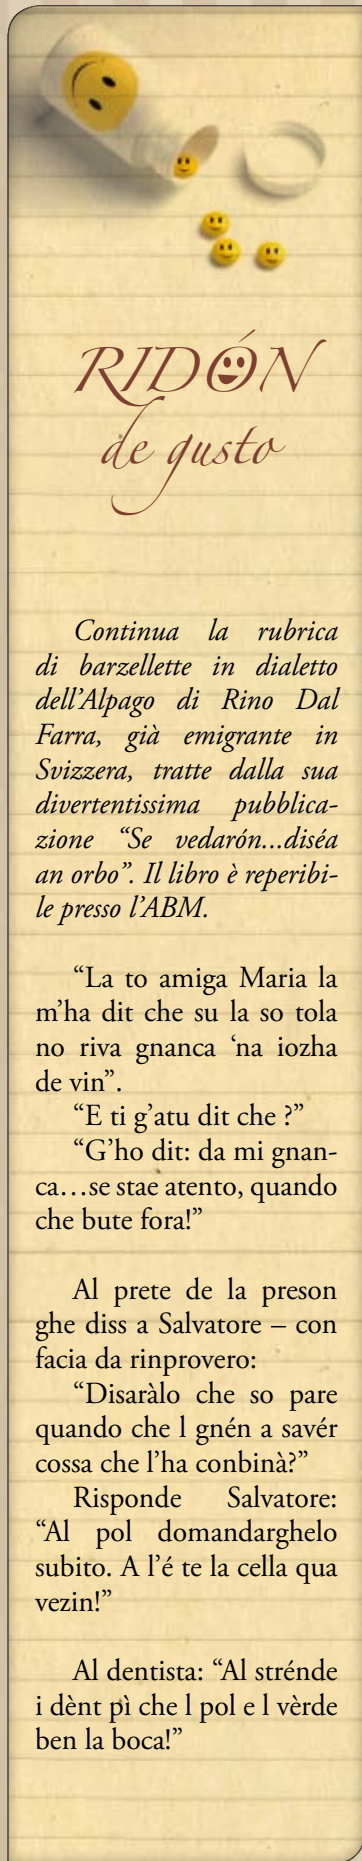 RIDÓN
de gusto
Continua la rubrica
di barzellette in dialetto
dell'Alpago di Rino Dal
Farra, già emigrante in
Svizzera, tratte dalla sua
divertentissima pubblica-
zione “Se vedarón...diséa
an orbo”. Il libro è reperibi-
le presso l'ABM.
“La to amiga Maria la
m'ha dit che su la so tola
no riva gnanca ‘na iozha
de vin”.
“E ti g'atu dit che ?”
“G'ho dit: da mi gnan-
ca…se stae atento, quando
che bute fora!”
Al prete de la preson
ghe diss a Salvatore – con
facia da rinprovero:
“Disaràlo che so pare
quando che l gnén a savér
cossa che l'ha conbinà?”
Risponde Salvatore:
“Al pol domandarghelo
subito. A l'é te la cella qua
vezin!”
Al dentista: “Al strénde
i dènt pì che l pol e l vèrde
ben la boca!”